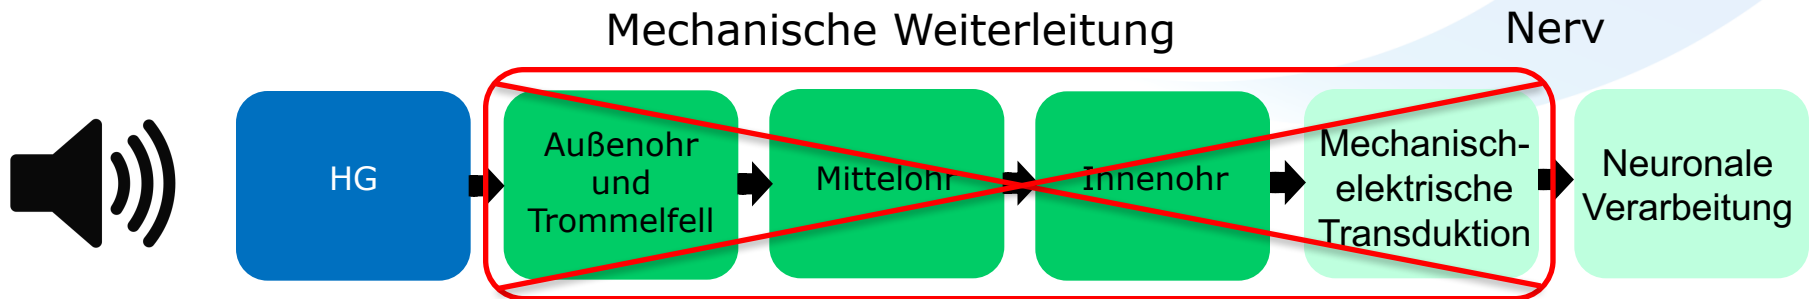 Mechanische Weiterleitung
Nerv
HG
Außenohr
und
Trommelfell
Mittelohr
Innenohr
Mechanisch-
elektrische
Transduktion
Neuronale
Verarbeitung